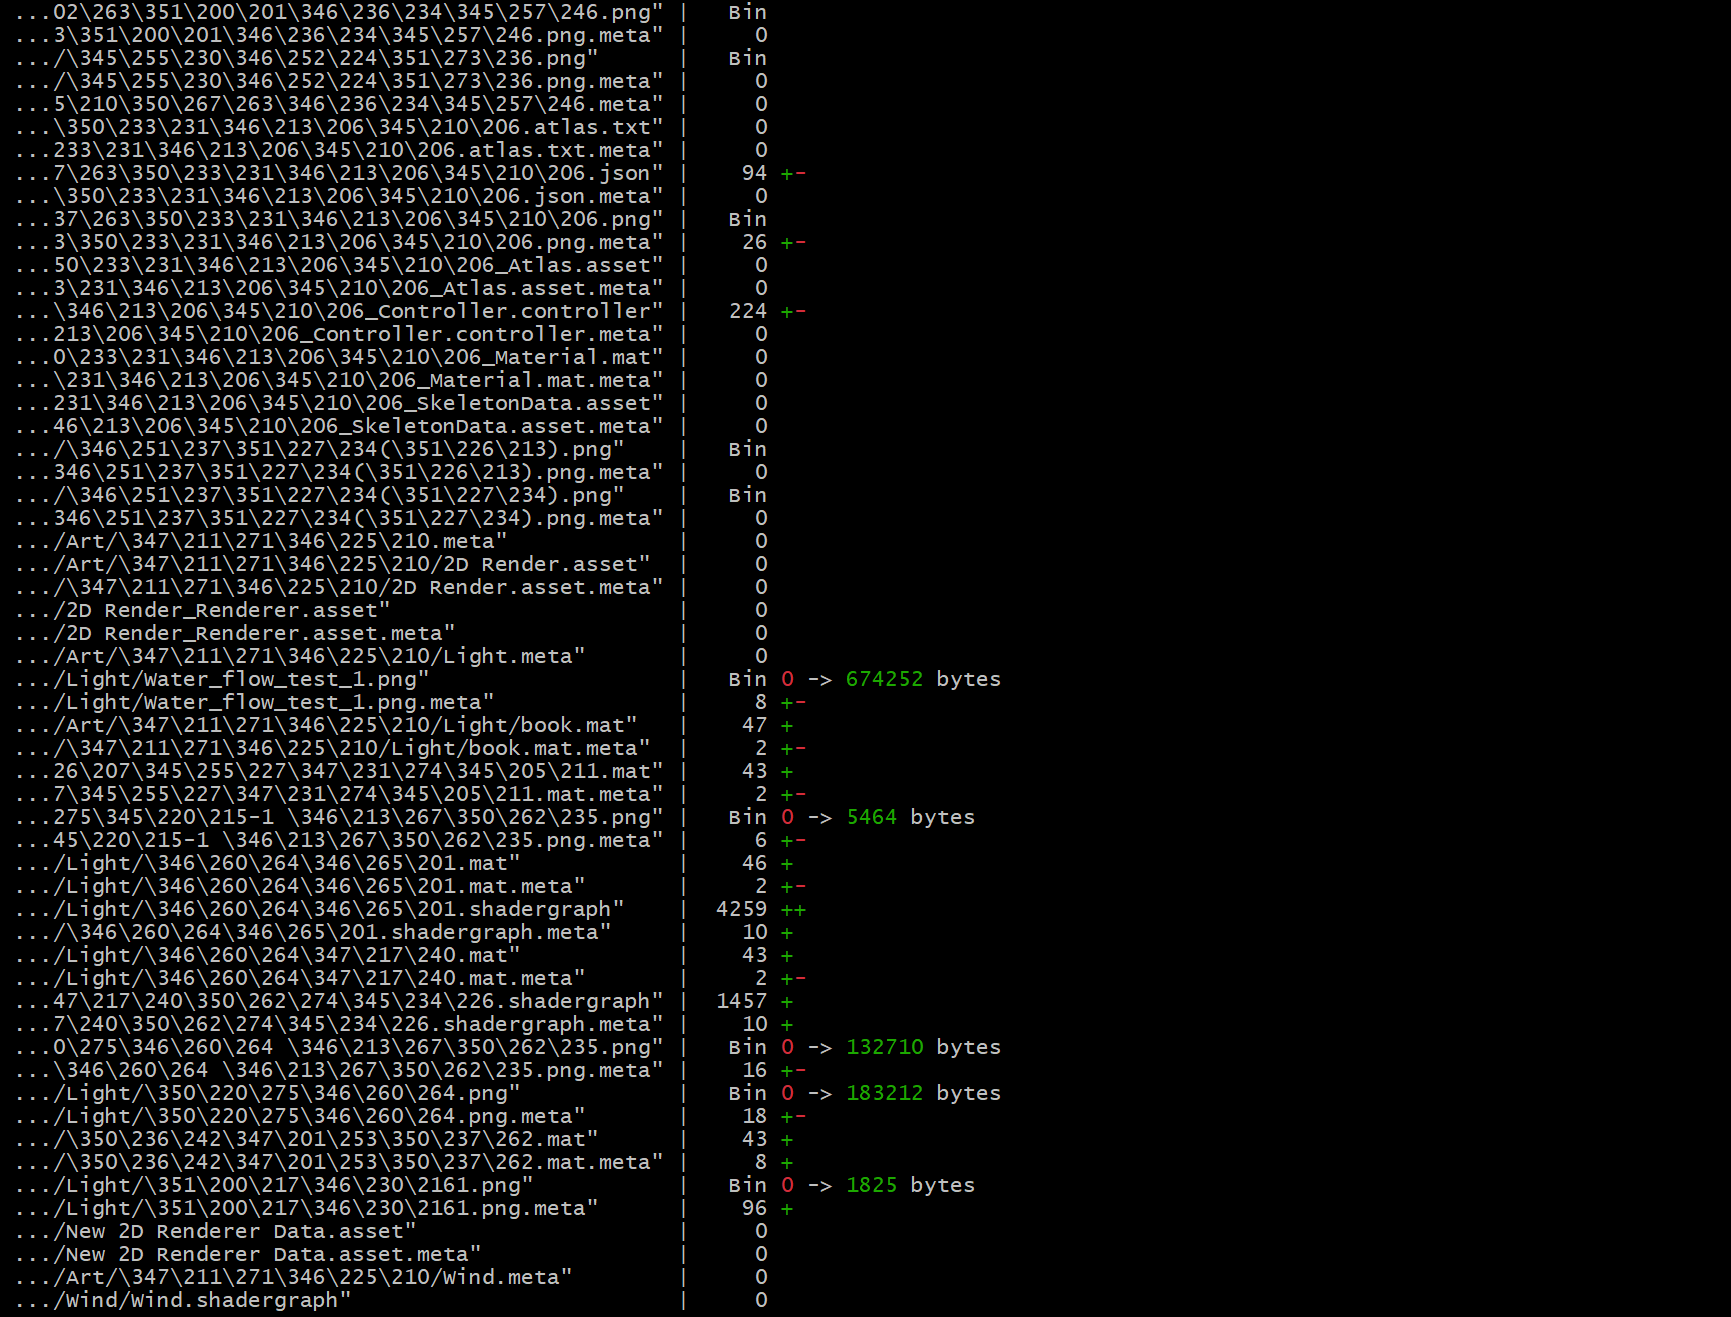 ...02\263\351\200\201\346\236\234\345\257\246.png" | Bin
...3\351\200\201\346\236\234\345\257\246.png.meta" | 0
.../\345\255\230\346\252\224\351\273\236.png" | Bin
.../\345\255\230\346\252\224\351\273\236.png.meta" | 0
...5\210\350\267\263\346\236\234\345\257\246.meta" | 0
...\350\233\231\346\213\206\345\210\206.atlas.txt" | 0
...233\231\346\213\206\345\210\206.atlas.txt.meta" | 0
...7\263\350\233\231\346\213\206\345\210\206.json" | 94 +-
...\350\233\231\346\213\206\345\210\206.json.meta" | 0
...37\263\350\233\231\346\213\206\345\210\206.png" | Bin
...3\350\233\231\346\213\206\345\210\206.png.meta" | 26 +-
...50\233\231\346\213\206\345\210\206_Atlas.asset" | 0
...3\231\346\213\206\345\210\206_Atlas.asset.meta" | 0
...\346\213\206\345\210\206_Controller.controller" | 224 +-
...213\206\345\210\206_Controller.controller.meta" | 0
...0\233\231\346\213\206\345\210\206_Material.mat" | 0
...\231\346\213\206\345\210\206_Material.mat.meta" | 0
...231\346\213\206\345\210\206_SkeletonData.asset" | 0
...46\213\206\345\210\206_SkeletonData.asset.meta" | 0
.../\346\251\237\351\227\234(\351\226\213).png" | Bin
...346\251\237\351\227\234(\351\226\213).png.meta" | 0
.../\346\251\237\351\227\234(\351\227\234).png" | Bin
...346\251\237\351\227\234(\351\227\234).png.meta" | 0
.../Art/\347\211\271\346\225\210.meta" | 0
.../Art/\347\211\271\346\225\210/2D Render.asset" | 0
.../\347\211\271\346\225\210/2D Render.asset.meta" | 0
.../2D Render_Renderer.asset" | 0
.../2D Render_Renderer.asset.meta" | 0
.../Art/\347\211\271\346\225\210/Light.meta" | 0
.../Light/Water_flow_test_1.png" | Bin 0 -> 674252 bytes
.../Light/Water_flow_test_1.png.meta" | 8 +-
.../Art/\347\211\271\346\225\210/Light/book.mat" | 47 +
.../\347\211\271\346\225\210/Light/book.mat.meta" | 2 +-
...26\207\345\255\227\347\231\274\345\205\211.mat" | 43 +
...7\345\255\227\347\231\274\345\205\211.mat.meta" | 2 +-
...275\345\220\215-1 \346\213\267\350\262\235.png" | Bin 0 -> 5464 bytes
...45\220\215-1 \346\213\267\350\262\235.png.meta" | 6 +-
.../Light/\346\260\264\346\265\201.mat" | 46 +
.../Light/\346\260\264\346\265\201.mat.meta" | 2 +-
.../Light/\346\260\264\346\265\201.shadergraph" | 4259 ++
.../\346\260\264\346\265\201.shadergraph.meta" | 10 +
.../Light/\346\260\264\347\217\240.mat" | 43 +
.../Light/\346\260\264\347\217\240.mat.meta" | 2 +-
...47\217\240\350\262\274\345\234\226.shadergraph" | 1457 +
...7\240\350\262\274\345\234\226.shadergraph.meta" | 10 +
...0\275\346\260\264 \346\213\267\350\262\235.png" | Bin 0 -> 132710 bytes
...\346\260\264 \346\213\267\350\262\235.png.meta" | 16 +-
.../Light/\350\220\275\346\260\264.png" | Bin 0 -> 183212 bytes
.../Light/\350\220\275\346\260\264.png.meta" | 18 +-
.../\350\236\242\347\201\253\350\237\262.mat" | 43 +
.../\350\236\242\347\201\253\350\237\262.mat.meta" | 8 +
.../Light/\351\200\217\346\230\2161.png" | Bin 0 -> 1825 bytes
.../Light/\351\200\217\346\230\2161.png.meta" | 96 +
.../New 2D Renderer Data.asset" | 0
.../New 2D Renderer Data.asset.meta" | 0
.../Art/\347\211\271\346\225\210/Wind.meta" | 0
.../Wind/Wind.shadergraph" | 0